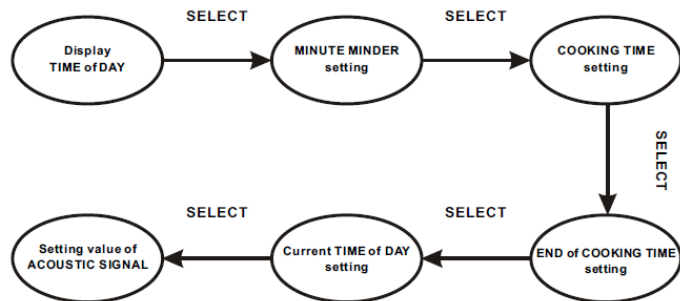 SELECT
SELECT
Display
TIME of DAY
MINUTE MINDER
setting
COOKING TIME
setting
SELECT
SELECT
SELECT
Setting value of
ACOUSTIC SIGNAL
Current TIME of DAY
setting
END of COOKING TIME
setting